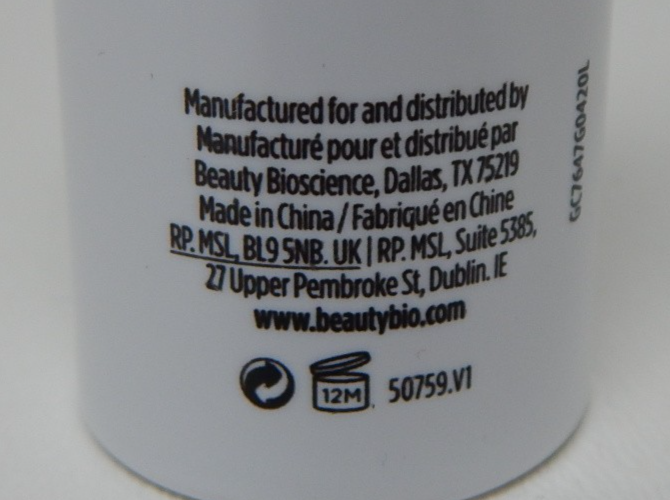 Manufactured for and distributed by
Manufacturé pour et distribué par
Beauty Bioscience, Dallas, TX 75219
Made in China / Fabriqué en Chine
RP. MSL, BL9 5NB. UK | RP. MSL, Suite 5385,
27 Upper Pembroke St, Dublin. IE
www.beautybio.com
12M
50759.V1
GC7647G0420L